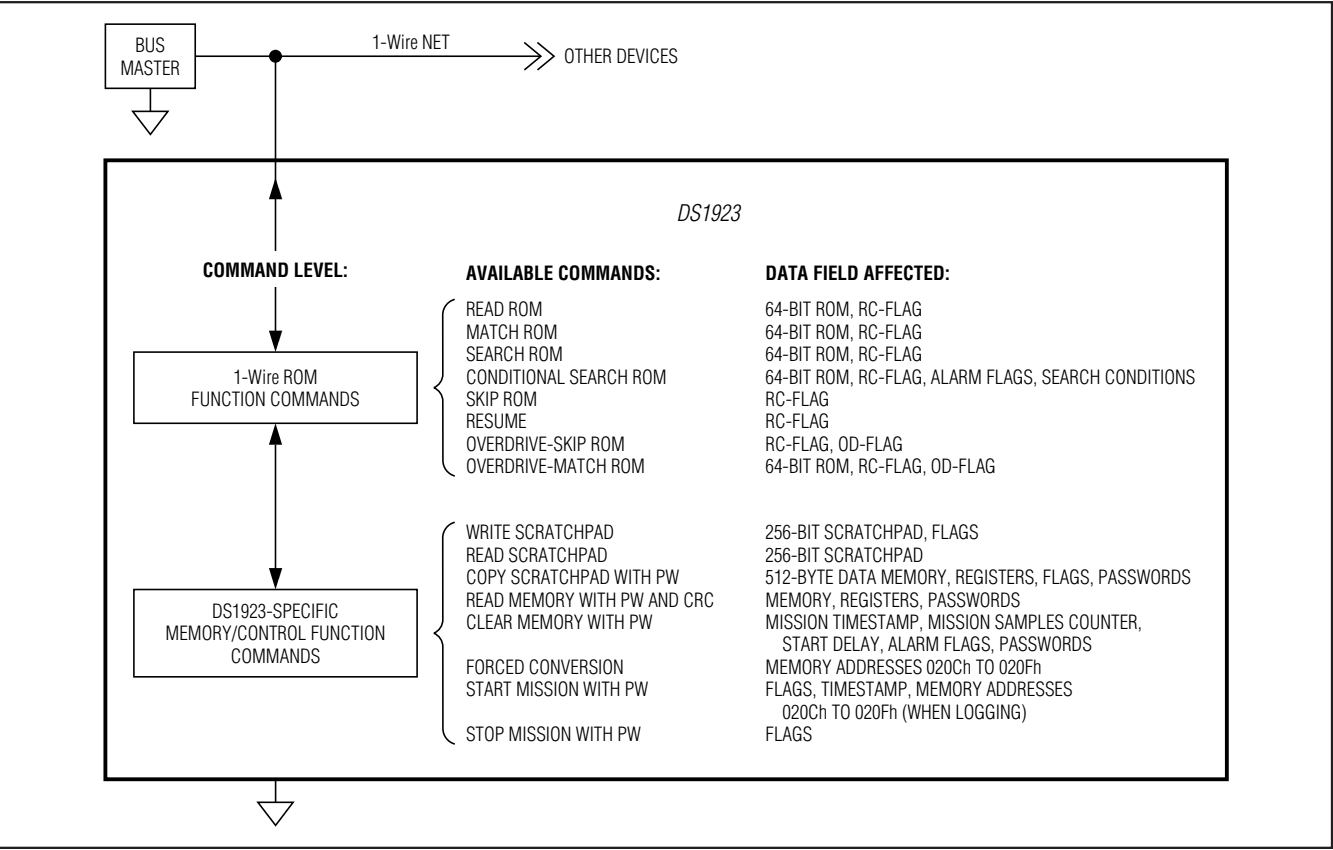 BUS
MASTER
1-Wire NET
OTHER DEVICES
DS1923
COMMAND LEVEL:
AVAILABLE COMMANDS:
DATA FIELD AFFECTED:
1-Wire ROM
FUNCTION COMMANDS
READ ROM
64-BIT ROM, RC-FLAG
MATCH ROM
64-BIT ROM, RC-FLAG
SEARCH ROM
64-BIT ROM, RC-FLAG
CONDITIONAL SEARCH ROM
64-BIT ROM, RC-FLAG, ALARM FLAGS, SEARCH CONDITIONS
SKIP ROM
RC-FLAG
RESUME
RC-FLAG
OVERDRIVE-SKIP ROM
RC-FLAG, OD-FLAG
OVERDRIVE-MATCH ROM
64-BIT ROM, RC-FLAG, OD-FLAG
DS1923-SPECIFIC
MEMORY/CONTROL FUNCTION
COMMANDS
WRITE SCRATCHPAD
256-BIT SCRATCHPAD, FLAGS
READ SCRATCHPAD
256-BIT SCRATCHPAD
COPY SCRATCHPAD WITH PW
512-BYTE DATA MEMORY, REGISTERS, FLAGS, PASSWORDS
READ MEMORY WITH PW AND CRC
MEMORY, REGISTERS, PASSWORDS
CLEAR MEMORY WITH PW
MISSION TIMESTAMP, MISSION SAMPLES COUNTER,
START DELAY, ALARM FLAGS, PASSWORDS
FORCED CONVERSION
MEMORY ADDRESSES 020Ch TO 020Fh
START MISSION WITH PW
FLAGS, TIMESTAMP, MEMORY ADDRESSES
020Ch TO 020Fh (WHEN LOGGING)
STOP MISSION WITH PW
FLAGS